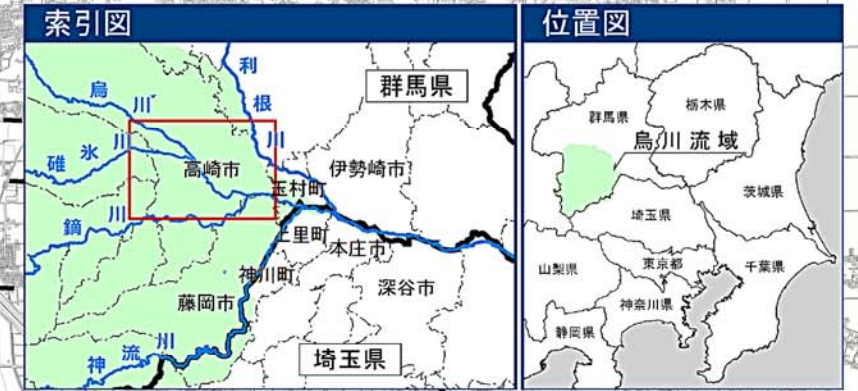 索引図
烏川
利根川
群馬県
碓氷川
高崎市
伊勢崎市
玉村町
鏑川
上里町
本庄市
神川町
深谷市
藤岡市
神流川
埼玉県
位置図
群馬県
栃木県
烏川流域
茨城県
埼玉県
山梨県
東京都
千葉県
神奈川県
静岡県